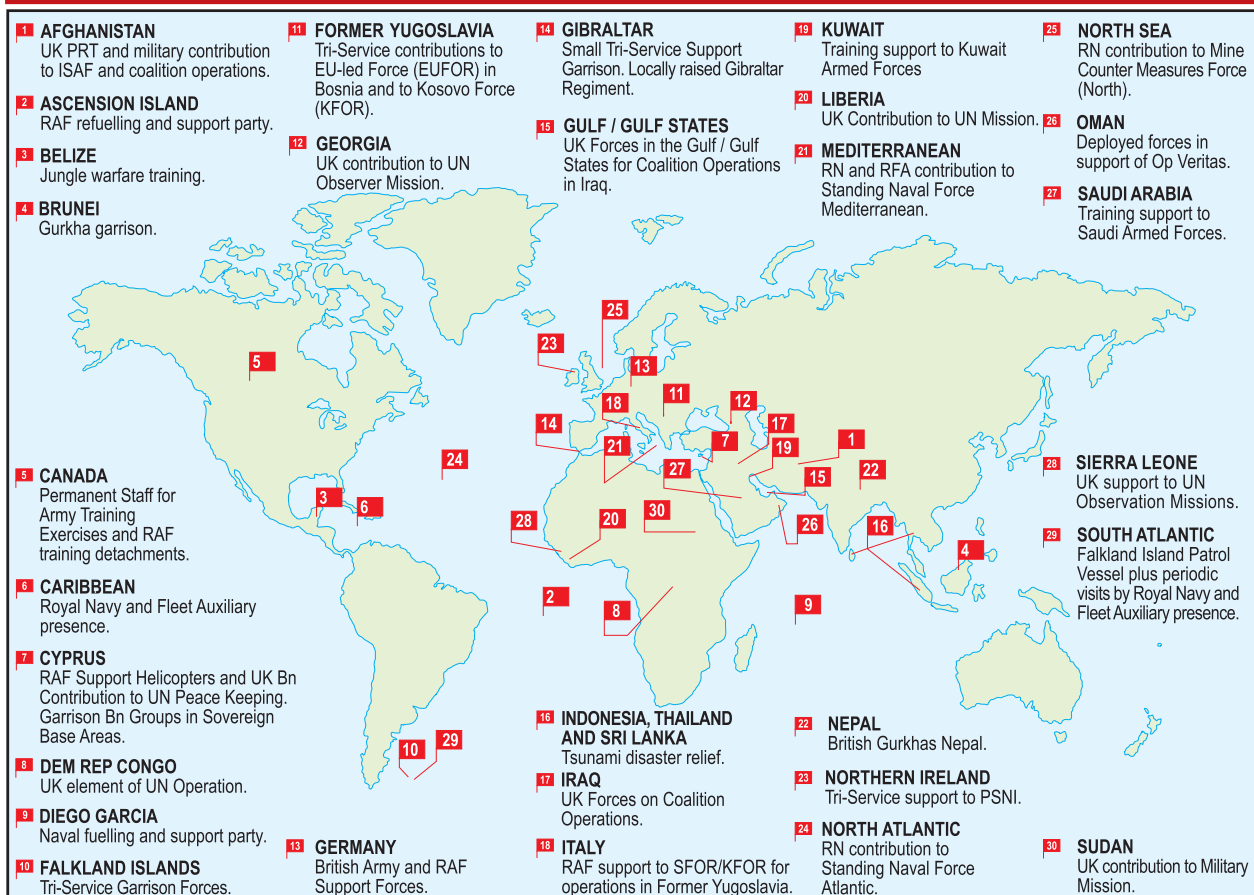 1 AFGHANISTAN
UK PRT and military contribution
to ISAF and coalition operations.
2 ASCENSION ISLAND
RAF refuelling and support party.
3 BELIZE
Jungle warfare training.
4 BRUNEI
Gurkha garrison.
11 FORMER YUGOSLAVIA
Tri-Service contributions to
EU-led Force (EUFOR) in
Bosnia and to Kosovo Force
(KFOR).
12 GEORGIA
UK contribution to UN
Observer Mission.
14 GIBRALTAR
Small Tri-Service Support
Garrison. Locally raised Gibraltar
Regiment.
15 GULF / GULF STATES
UK Forces in the Gulf / Gulf
States for Coalition Operations
in Iraq.
19 KUWAIT
Training support to Kuwait
Armed Forces
20 LIBERIA
UK Contribution to UN Mission.
21 MEDITERRANEAN
RN and RFA contribution to
Standing Naval Force
Mediterranean.
25 NORTH SEA
RN contribution to Mine
Counter Measures Force
(North).
26 OMAN
Deployed forces in
support of Op Veritas.
27 SAUDI ARABIA
Training support to
Saudi Armed Forces.
25
23
13
5
11
18
12
14
17
7
1
21
19
24
27
22
15
3
6
30
28
20
26
16
4
2
8
9
10
29
5 CANADA
Permanent Staff for
Army Training
Exercises and RAF
training detachments.
6 CARIBBEAN
Royal Navy and Fleet Auxiliary
presence.
7 CYPRUS
RAF Support Helicopters and UK Bn
Contribution to UN Peace Keeping.
Garrison Bn Groups in Sovereign
Base Areas.
8 DEM REP CONGO
UK element of UN Operation.
9 DIEGO GARCIA
Naval fuelling and support party.
10 FALKLAND ISLANDS
Tri-Service Garrison Forces.
13 GERMANY
British Army and RAF
Support Forces.
16 INDONESIA, THAILAND
AND SRI LANKA
Tsunami disaster relief.
17 IRAQ
UK Forces on Coalition
Operations.
18 ITALY
RAF support to SFOR/KFOR for
operations in Former Yugoslavia.
22 NEPAL
British Gurkhas Nepal.
23 NORTHERN IRELAND
Tri-Service support to PSNI.
24 NORTH ATLANTIC
RN contribution to
Standing Naval Force
Atlantic.
28 SIERRA LEONE
UK support to UN
Observation Missions.
29 SOUTH ATLANTIC
Falkland Island Patrol
Vessel plus periodic
visits by Royal Navy and
Fleet Auxiliary presence.
30 SUDAN
UK contribution to Military
Mission.